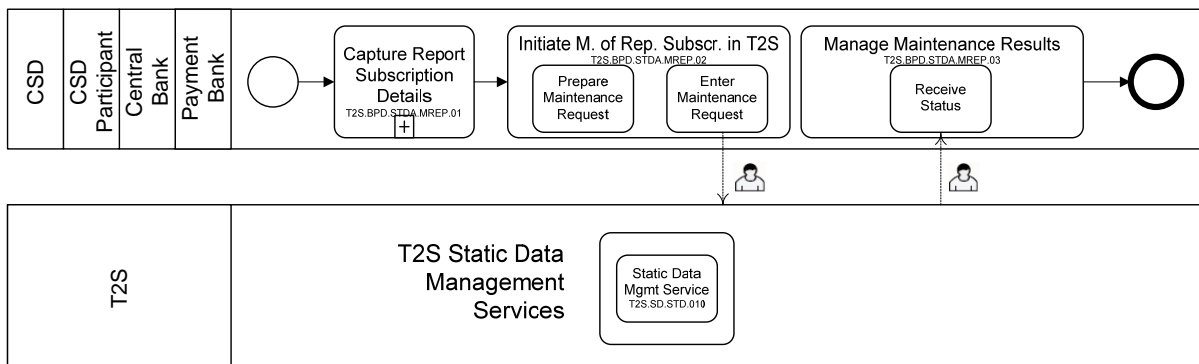 CSD
CSD
Participant
Central
Bank
Payment
Bank
Capture Report
Subscription
Details
T2S.BPD.STDA.MREP.01
+
Initiate M. of Rep. Subscr. in T2S
T2S.BPD.STDA.MREP.02
Prepare
Maintenance
Request
Enter
Maintenance
Request
Manage Maintenance Results
T2S.BPD.STDA.MREP.03
Receive
Status
T2S
T2S Static Data
Management
Services
Static Data
Mgmt Service
T2S.SD.STD.010